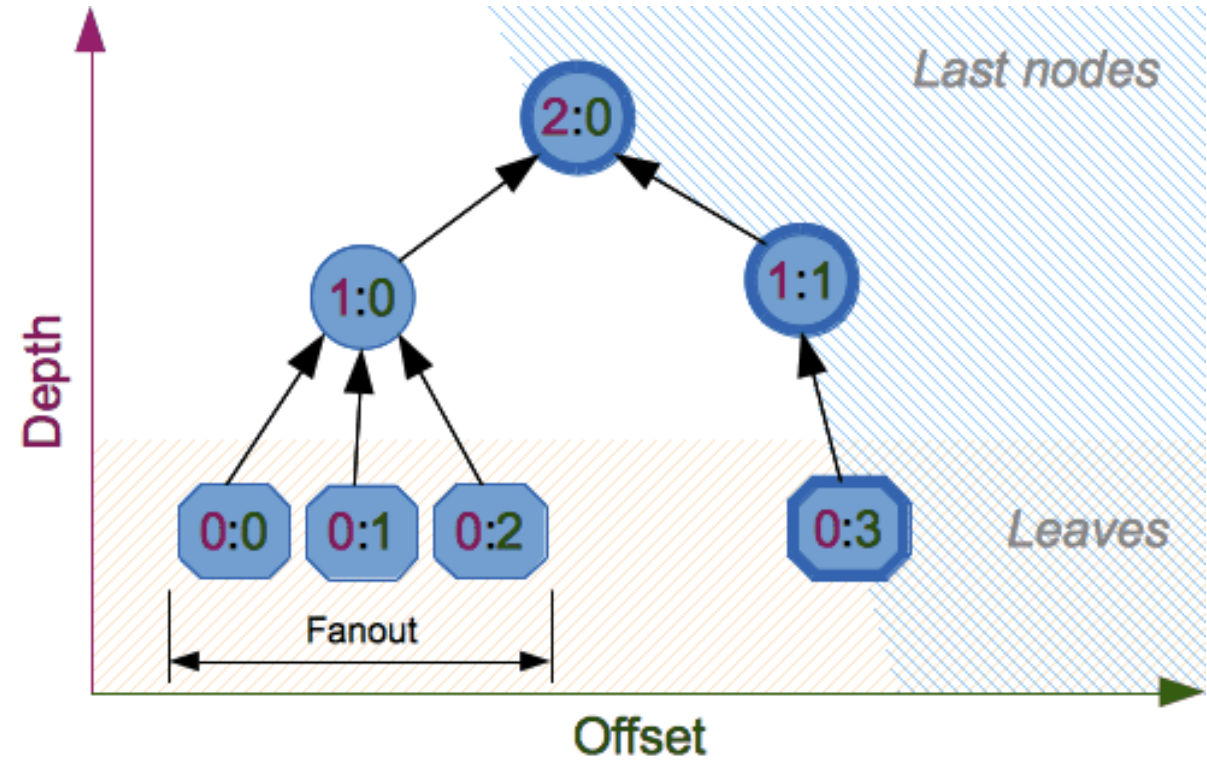 Last nodes
2:0
1:0
1:1
Depth
0:0 0:1 0:2 0:3
Leaves
Fanout
Offset